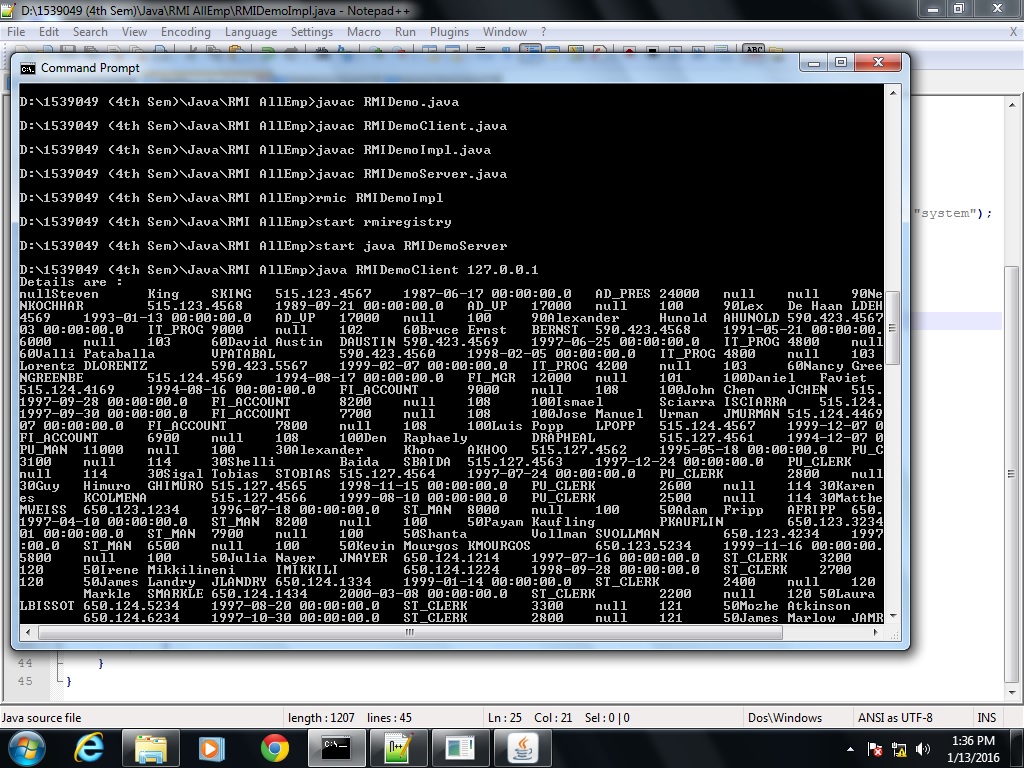 D:\1539049 (4th Sem)\Java\RMI AllEmp\RMIDemoImpl.java - Notepad++
File Edit Search View Encoding Language Settings Macro Run Plugins Window ? X
Command Prompt
D:\1539049 (4th Sem)\Java\RMI AllEmp>javac RMIDemo.java
D:\1539049 (4th Sem)\Java\RMI AllEmp>javac RMIDemoClient.java
D:\1539049 (4th Sem)\Java\RMI AllEmp>javac RMIDemoImpl.java
D:\1539049 (4th Sem)\Java\RMI AllEmp>javac RMIDemoServer.java
D:\1539049 (4th Sem)\Java\RMI AllEmp>rmic RMIDemoImpl
D:\1539049 (4th Sem)\Java\RMI AllEmp>start rmiregistry
"system");
D:\1539049 (4th Sem)\Java\RMI AllEmp>start java RMIDemoServer
D:\1539049 (4th Sem)\Java\RMI AllEmp>java RMIDemoClient 127.0.0.1
Details are :
nullSteven King SKING 515.123.4567 1987-06-17 00:00:00.0 AD_PRES 24000 null null 90Ne
NKOCHHAR 515.123.4568 1989-09-21 00:00:00.0 AD_VP 17000 null 100 90Lex De Haan LDEH
4569 1993-01-13 00:00:00.0 AD_VP 17000 null 100 90Alexander Hunold AHUNOLD 590.423.4567
03 00:00:00.0 IT_PROG 9000 null 102 60Bruce Ernst BERNST 590.423.4568 1991-05-21 00:00:00.
6000 null 103 60David Austin DAUSTIN 590.423.4569 1997-06-25 00:00:00.0 IT_PROG 4800 null
60Valli Pataballa VPATABAL 590.423.4560 1998-02-05 00:00:00.0 IT_PROG 4800 null 103
Lorentz DLORENTZ 590.423.5567 1999-02-07 00:00:00.0 IT_PROG 4200 null 103 60Nancy Gree
NGREENBE 515.124.4569 1994-08-17 00:00:00.0 FI_MGR 12000 null 101 100Daniel Faviet
515.124.4169 1994-08-16 00:00:00.0 FI_ACCOUNT 9000 null 108 100John Chen JCHEN 515.
1997-09-28 00:00:00.0 FI_ACCOUNT 8200 null 108 100Ismael Sciarra ISCIARRA 515.124.
1997-09-30 00:00:00.0 FI_ACCOUNT 7700 null 108 100Jose Manuel Urman JMURMAN 515.124.4469
07 00:00:00.0 FI_ACCOUNT 7800 null 108 100Luis Popp LPOPP 515.124.4567 1999-12-07 0
FI_ACCOUNT 6900 null 108 100Den Raphaely DRAPHEAL 515.127.4561 1994-12-07 0
PU_MAN 11000 null 100 30Alexander Khoo AKHOO 515.127.4562 1995-05-18 00:00:00.0 PU_C
3100 null 114 30Shelli Baida SBAIDA 515.127.4563 1997-12-24 00:00:00.0 PU_CLERK
null 114 30Sigal Tobias STOBIAS 515.127.4564 1997-07-24 00:00:00.0 PU_CLERK 2800 null
30Guy Himuro GHIMURO 515.127.4565 1998-11-15 00:00:00.0 PU_CLERK 2600 null 114 30Karen
es KCOLMENA 515.127.4566 1999-08-10 00:00:00.0 PU_CLERK 2500 null 114 30Matthe
MWEISS 650.123.1234 1996-07-18 00:00:00.0 ST_MAN 8000 null 100 50Adam Fripp AFRIPP 650.
1997-04-10 00:00:00.0 ST_MAN 8200 null 100 50Payam Kaufling PKAUFLIN 650.123.3234
01 00:00:00.0 ST_MAN 7900 null 100 50Shanta Vollman SVOLLMAN 650.123.4234 1997
:00.0 ST_MAN 6500 null 100 50Kevin Mourgos KMOURGOS 650.123.5234 1999-11-16 00:00:00.
5800 null 100 50Julia Nayer JNAYER 650.124.1214 1997-07-16 00:00:00.0 ST_CLERK 3200
120 50Irene Mikkilineni IMIKKILI 650.124.1224 1998-09-28 00:00:00.0 ST_CLERK 2700
120 50James Landry JLANDRY 650.124.1334 1999-01-14 00:00:00.0 ST_CLERK 2400 null 120
Markle SMARKLE 650.124.1434 2000-03-08 00:00:00.0 ST_CLERK 2200 null 120 50Laura
LBISSOT 650.124.5234 1997-08-20 00:00:00.0 ST_CLERK 3300 null 121 50Mozhe Atkinson
650.124.6234 1997-10-30 00:00:00.0 ST_CLERK 2800 null 121 50James Marlow JAMR
44 }
45 }
Java source file length : 1207 lines : 45 Ln : 25 Col : 21 Sel : 0 | 0 Dos\Windows ANSI as UTF-8 INS
1:36 PM
1/13/2016